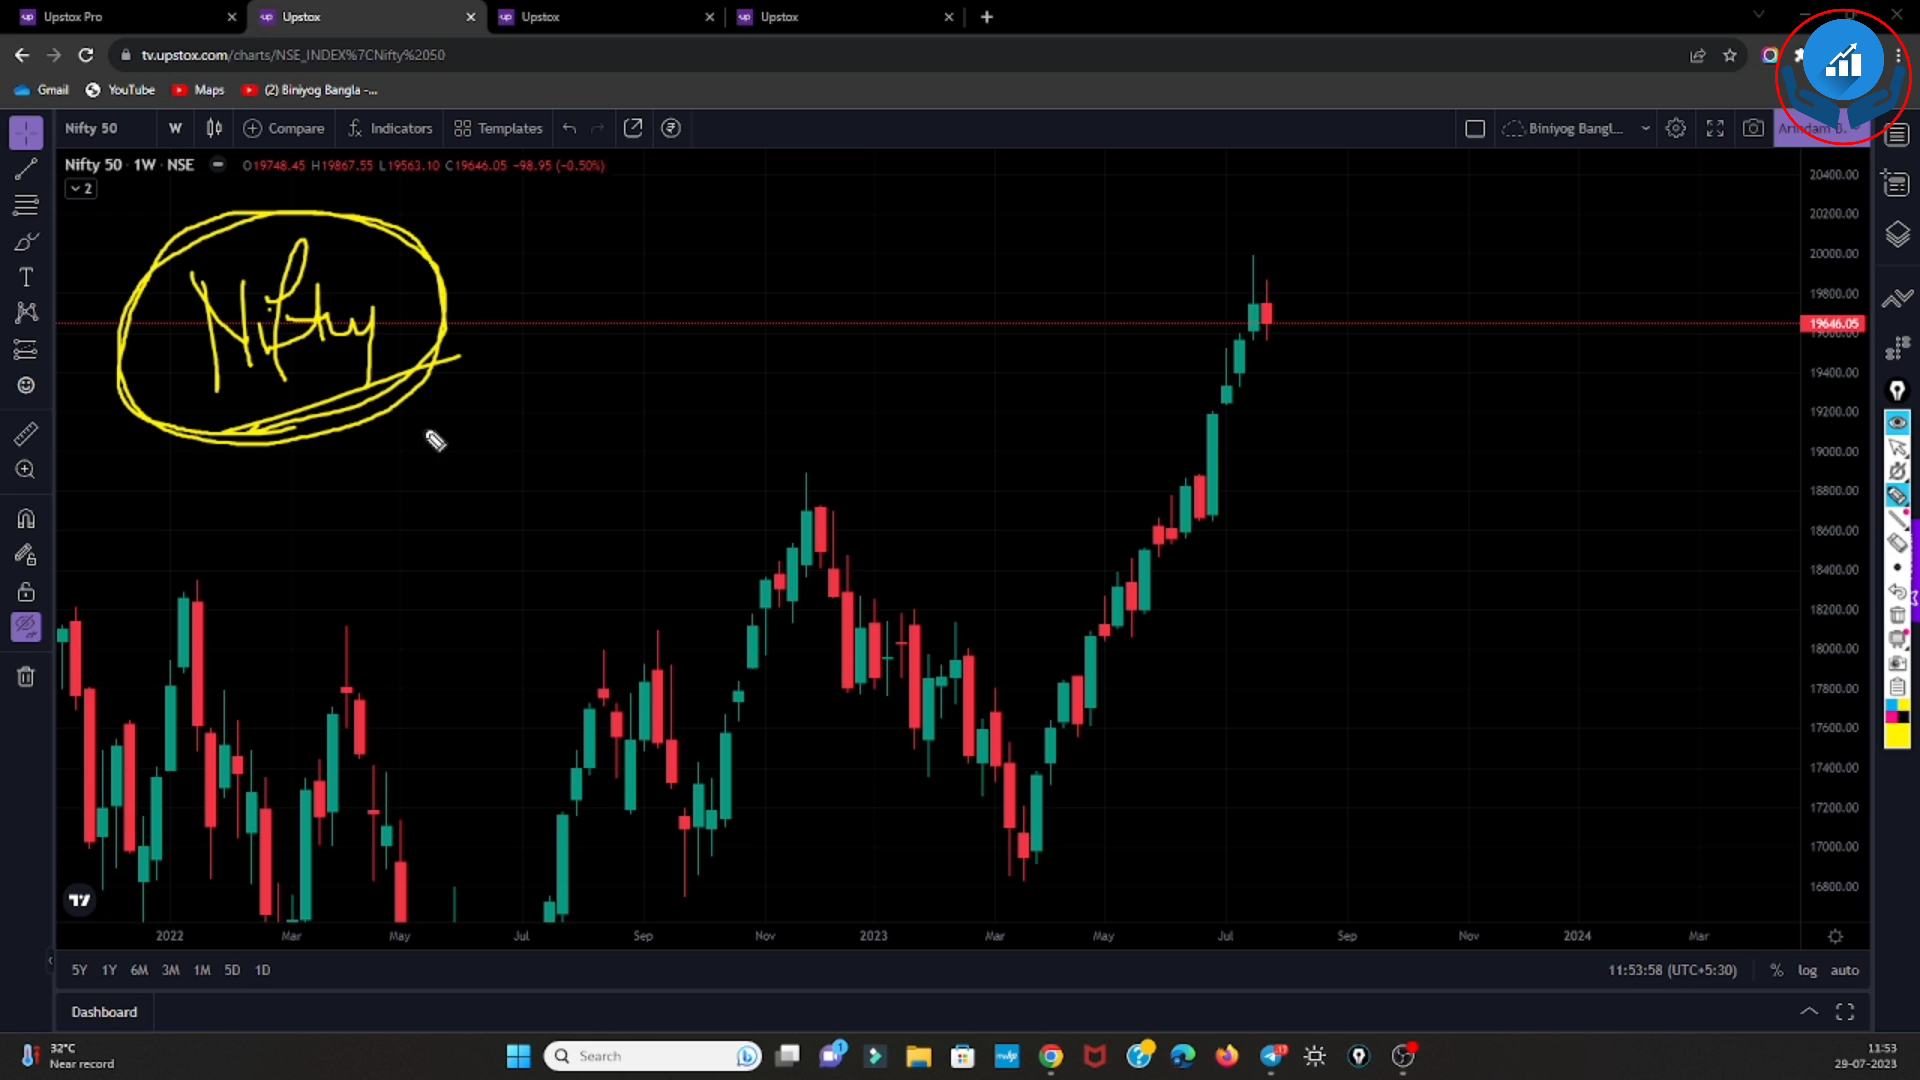 Upstox Pro
Upstox
Upstox
Upstox
tv.upstox.com/charts/NSE_INDEX%7CNifty%2050
Gmail
YouTube
Maps
(2) Biniyog Bangla -...
Nifty 50
W
Compare
Indicators
Templates
Biniyog Bangl...
Nifty 50 · 1W · NSE
O19748.45 H19867.55 L19563.10 C19646.05 −98.95 (−0.50%)
2
Nifty
20400.00
20200.00
20000.00
19800.00
19646.05
19600.00
19400.00
19200.00
19000.00
18800.00
18600.00
18400.00
18200.00
18000.00
17800.00
17600.00
17400.00
17200.00
17000.00
16800.00
2022
Mar
May
Jul
Sep
Nov
2023
Mar
May
Jul
Sep
Nov
2024
Mar
5Y 1Y 6M 3M 1M 5D 1D
11:53:58 (UTC+5:30)
% log auto
Dashboard
32°C
Near record
Search
11:53
29-07-2023